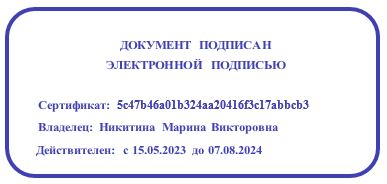 ДОКУМЕНТ ПОДПИСАН
ЭЛЕКТРОННОЙ ПОДПИСЬЮ
Сертификат: 5c47b46a01b324aa20416f3c17abbcb3
Владелец: Никитина Марина Викторовна
Действителен: с 15.05.2023 до 07.08.2024